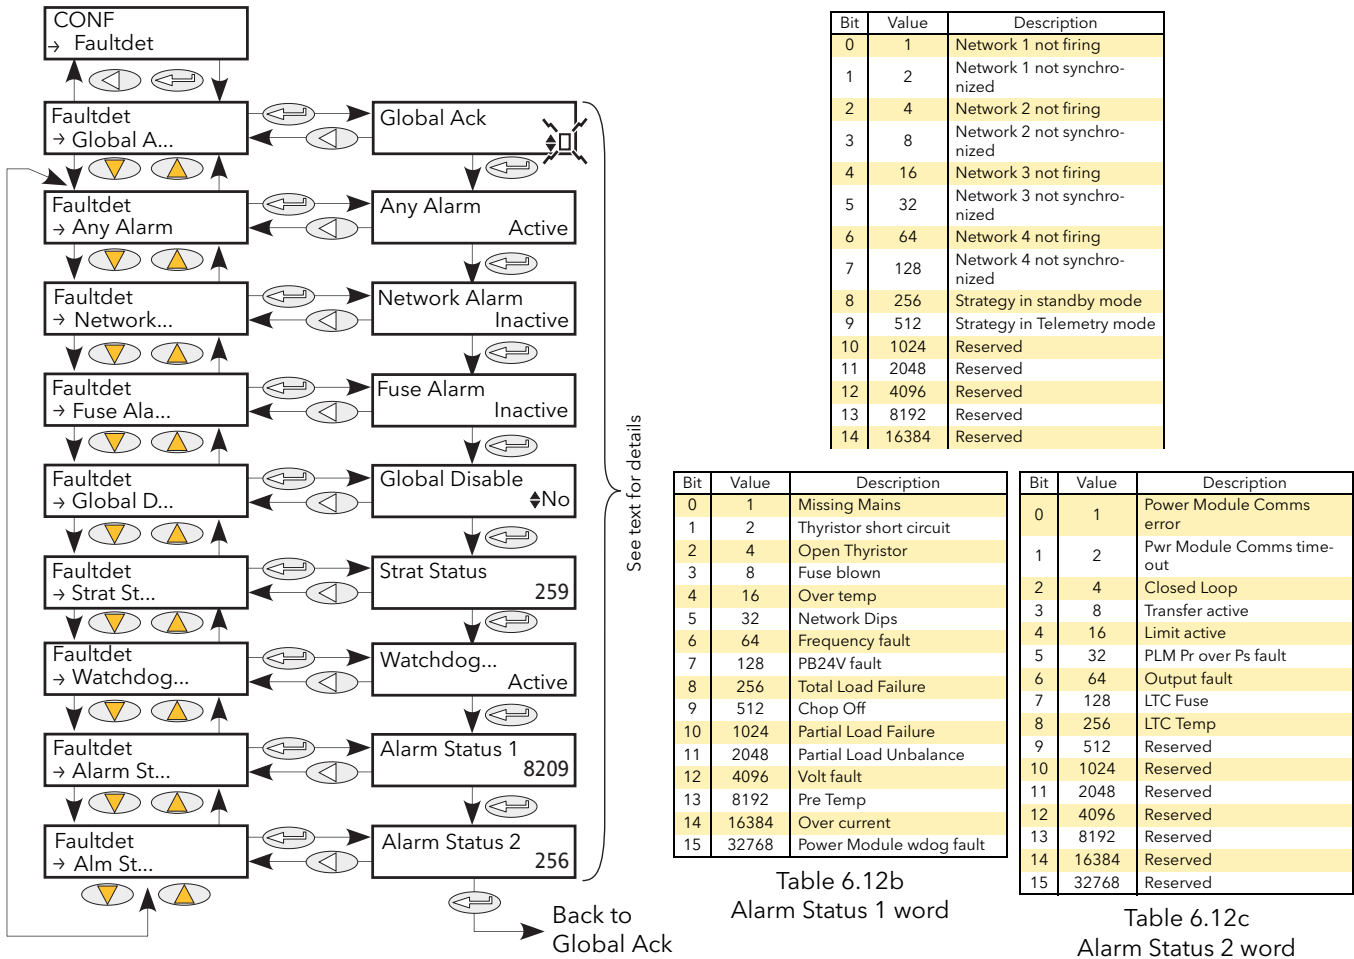 CONF
→ Faultdet
Faultdet
→ Global A...
Global Ack
Faultdet
→ Any Alarm
Any Alarm
Active
Faultdet
→ Network...
Network Alarm
Inactive
Faultdet
→ Fuse Ala...
Fuse Alarm
Inactive
Faultdet
→ Global D...
Global Disable
No
Faultdet
→ Strat St...
Strat Status
259
Faultdet
→ Watchdog...
Watchdog...
Active
Faultdet
→ Alarm St...
Alarm Status 1
8209
Faultdet
→ Alm St...
Alarm Status 2
256
Back to
Global Ack
See text for details
Bit Value Description
0 1 Network 1 not firing
1 2 Network 1 not synchro-
nized
2 4 Network 2 not firing
3 8 Network 2 not synchro-
nized
4 16 Network 3 not firing
5 32 Network 3 not synchro-
nized
6 64 Network 4 not firing
7 128 Network 4 not synchro-
nized
8 256 Strategy in standby mode
9 512 Strategy in Telemetry mode
10 1024 Reserved
11 2048 Reserved
12 4096 Reserved
13 8192 Reserved
14 16384 Reserved
Bit Value Description
0 1 Missing Mains
1 2 Thyristor short circuit
2 4 Open Thyristor
3 8 Fuse blown
4 16 Over temp
5 32 Network Dips
6 64 Frequency fault
7 128 PB24V fault
8 256 Total Load Failure
9 512 Chop Off
10 1024 Partial Load Failure
11 2048 Partial Load Unbalance
12 4096 Volt fault
13 8192 Pre Temp
14 16384 Over current
15 32768 Power Module wdog fault
Table 6.12b
Alarm Status 1 word
Bit Value Description
0 1 Power Module Comms
error
1 2 Pwr Module Comms time-
out
2 4 Closed Loop
3 8 Transfer active
4 16 Limit active
5 32 PLM Pr over Ps fault
6 64 Output fault
7 128 LTC Fuse
8 256 LTC Temp
9 512 Reserved
10 1024 Reserved
11 2048 Reserved
12 4096 Reserved
13 8192 Reserved
14 16384 Reserved
15 32768 Reserved
Table 6.12c
Alarm Status 2 word